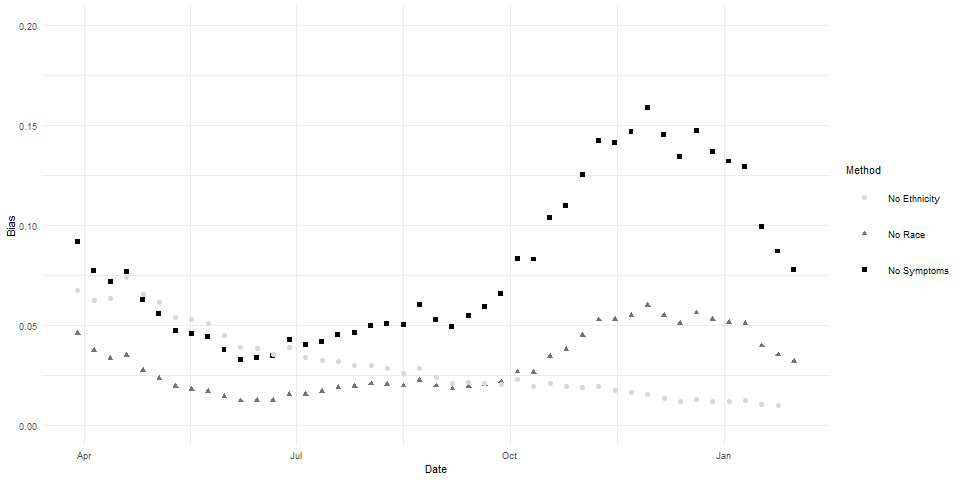 0.20
0.15
0.10
0.05
0.00
Bias
Apr
Jul
Oct
Jan
Date
Method
No Ethnicity
No Race
No Symptoms